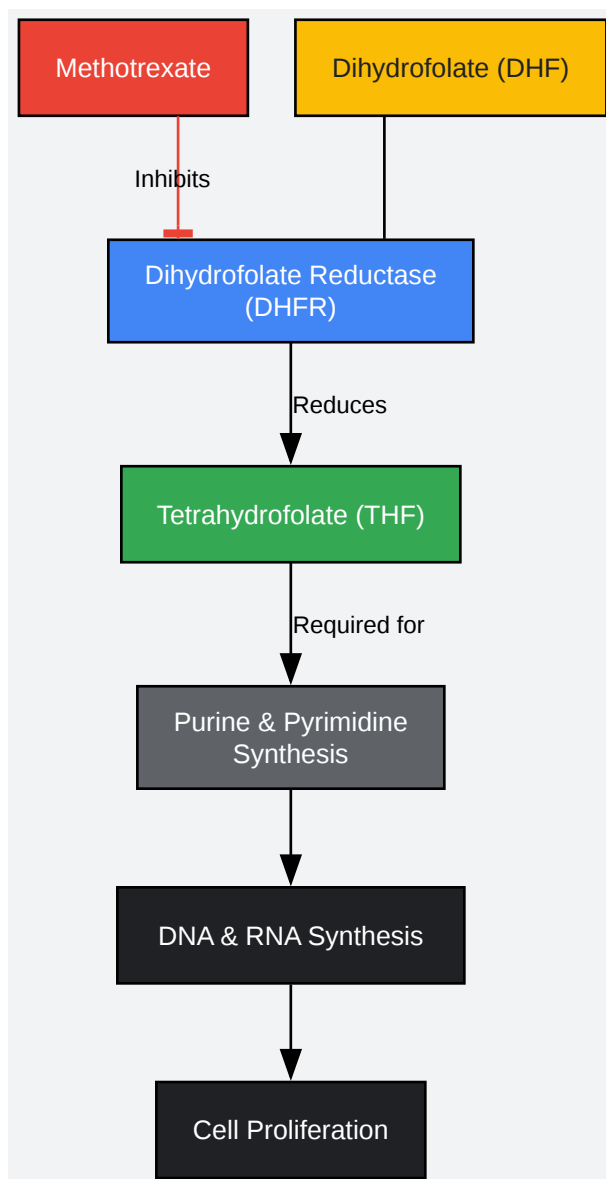 Methotrexate
Dihydrofolate (DHF)
Inhibits
Dihydrofolate Reductase
(DHFR)
Reduces
Tetrahydrofolate (THF)
Required for
Purine & Pyrimidine
Synthesis
DNA & RNA Synthesis
Cell Proliferation